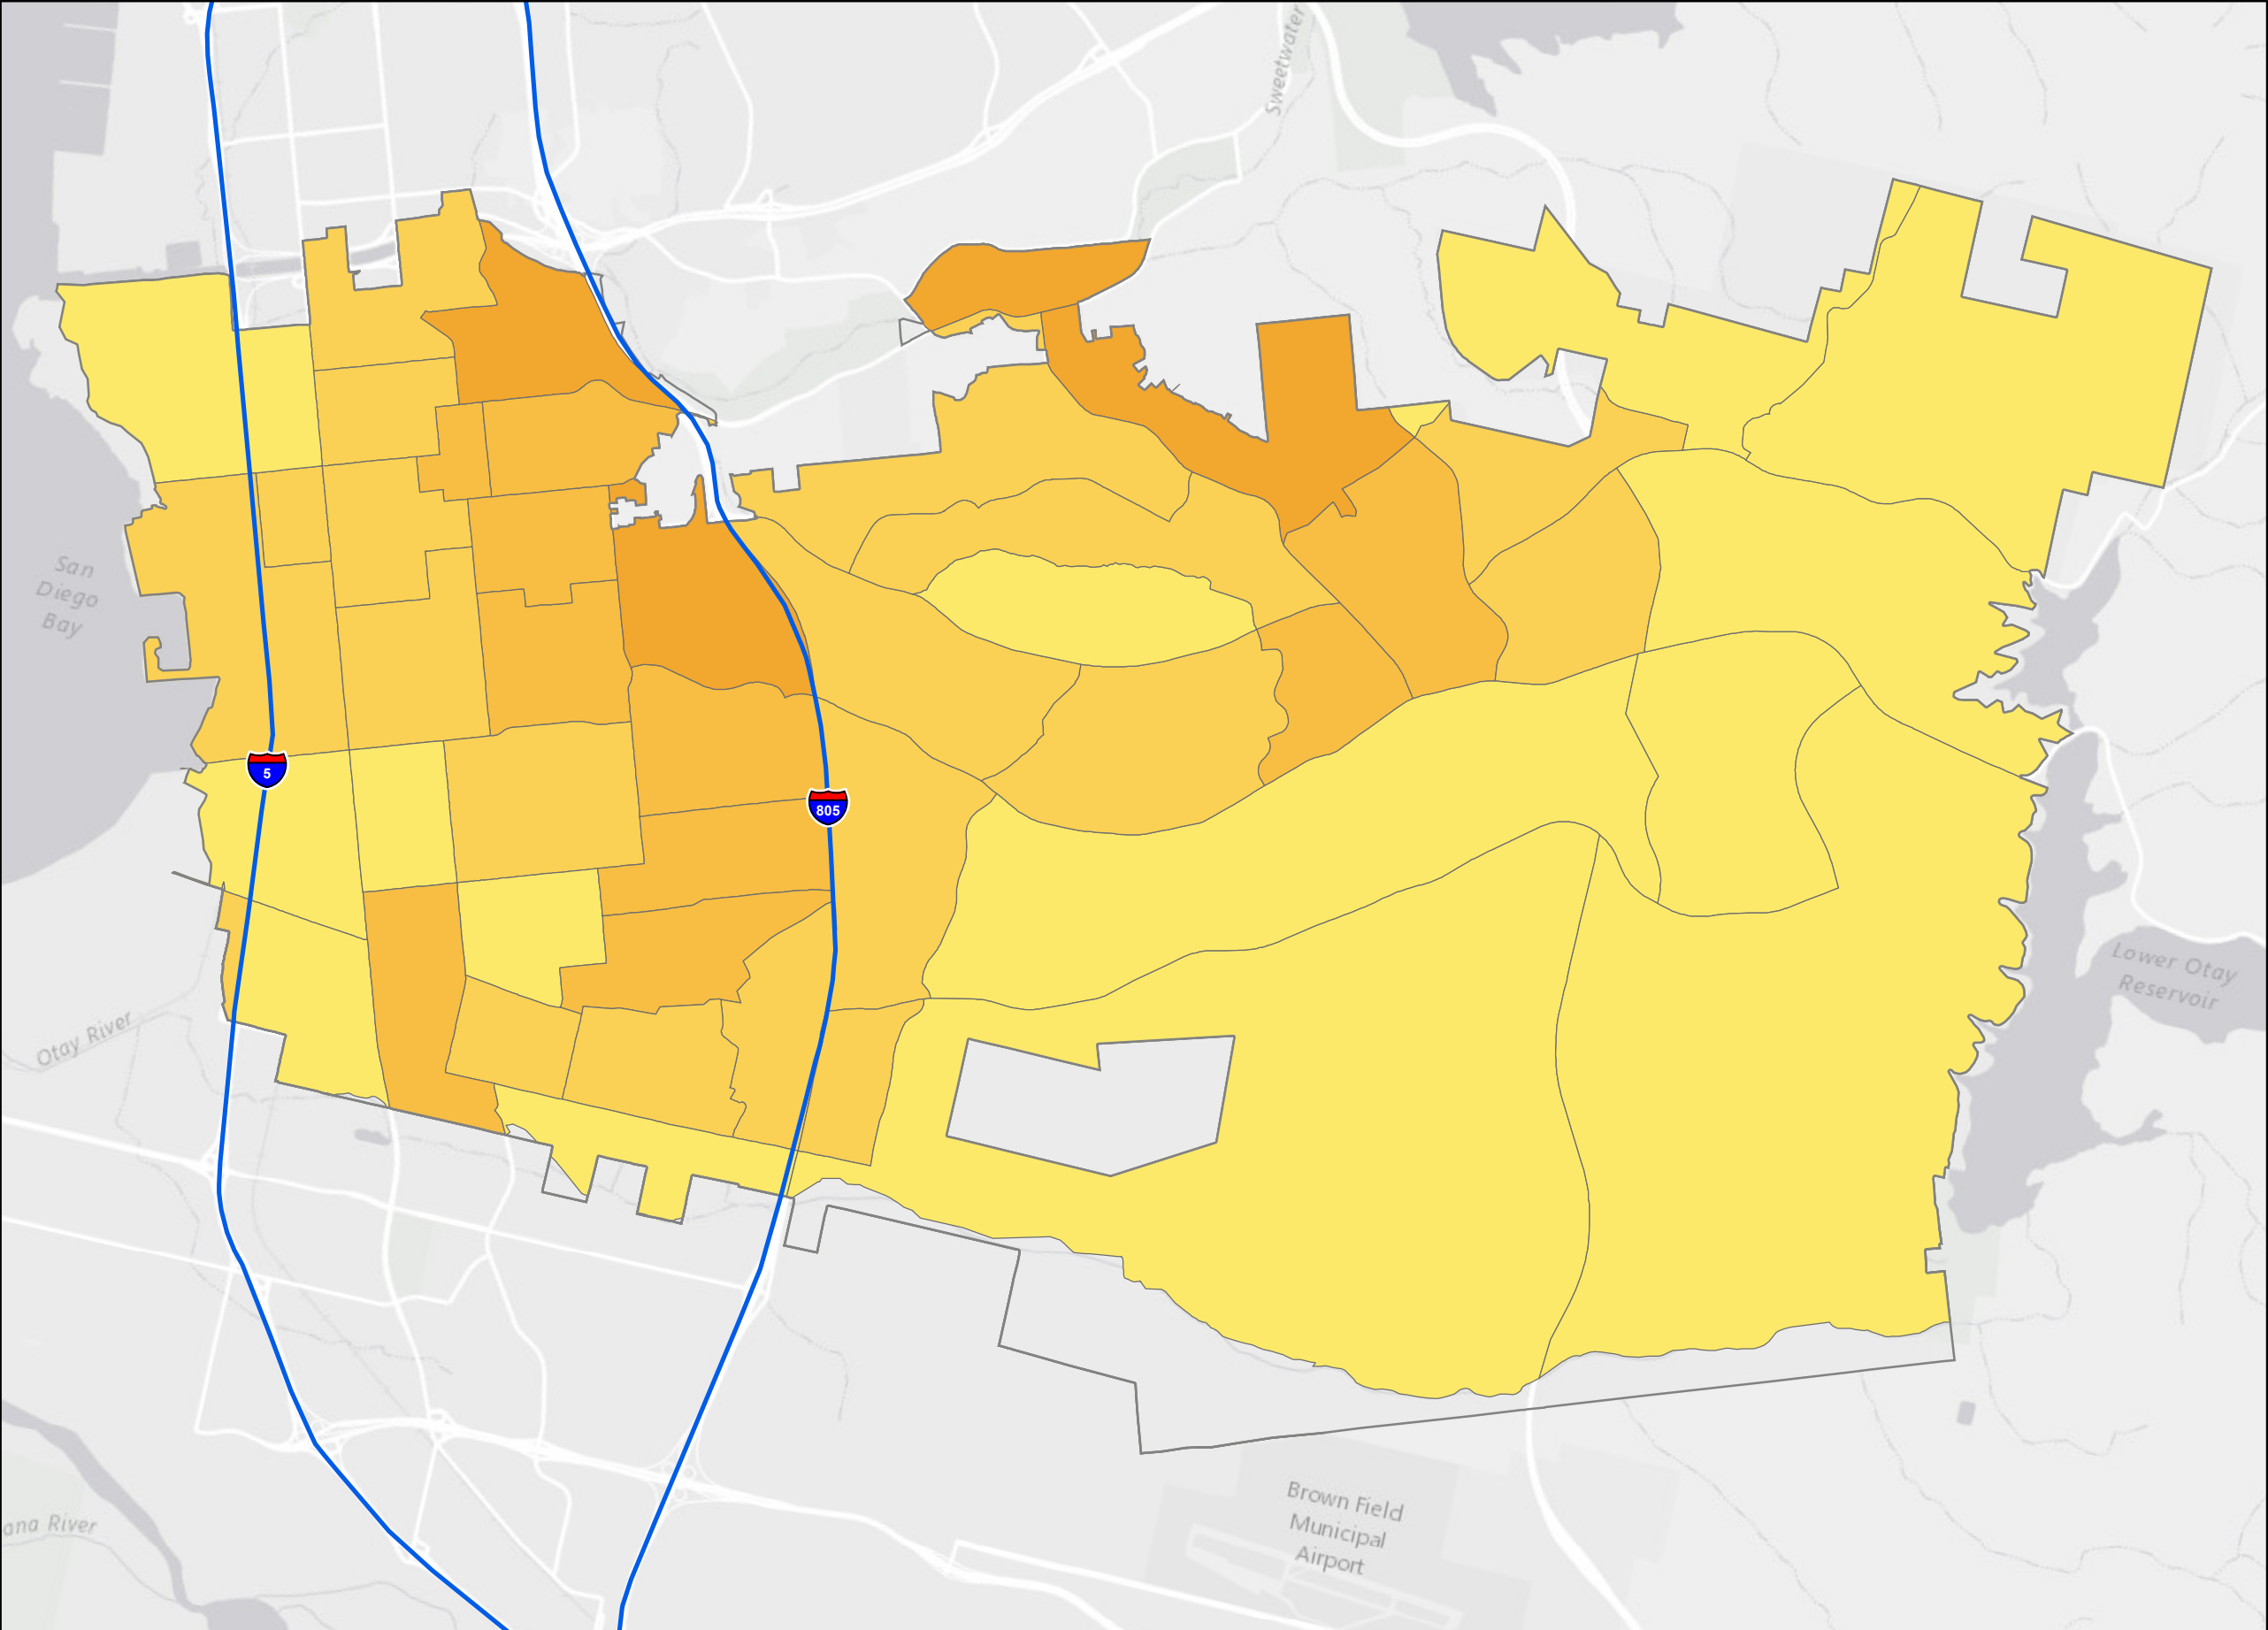 Sweetwater
San
Diego
Bay
5
805
Lower Otay
Reservoir
Otay River
Brown Field
Municipal
Airport
ana River